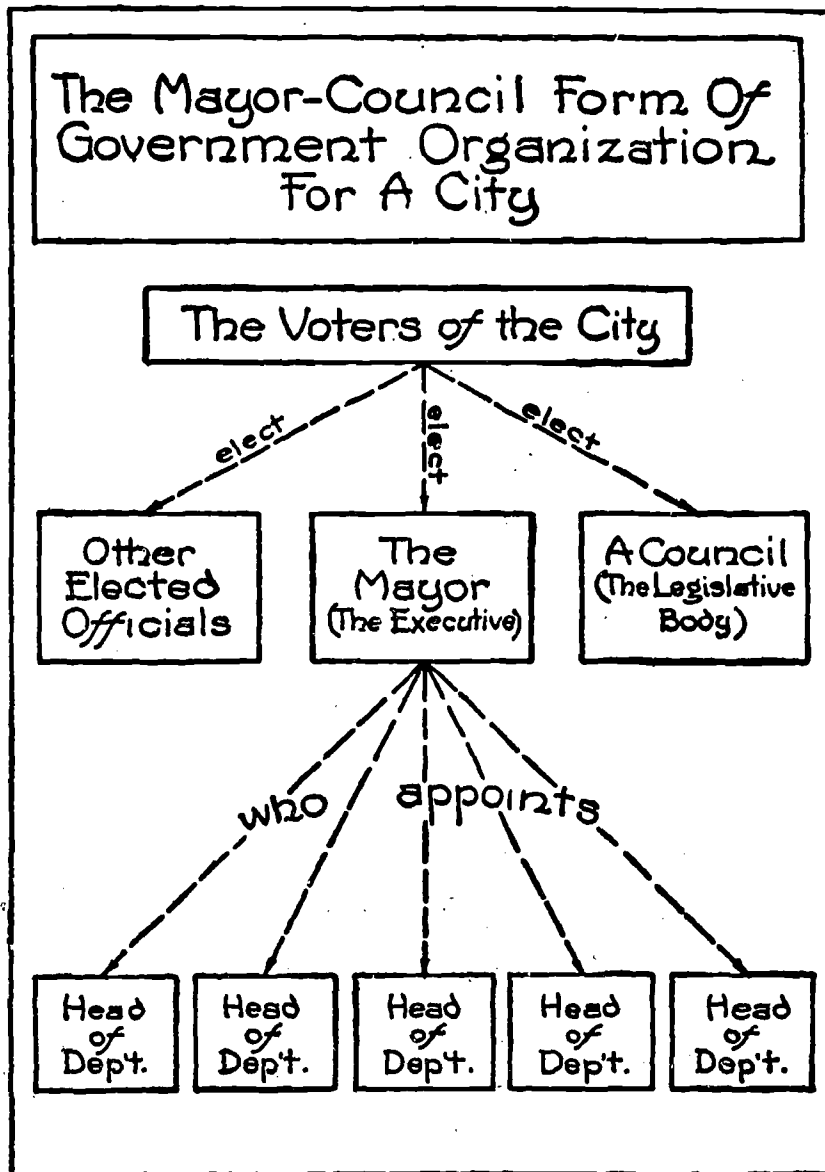 The Mayor-Council Form Of
Government Organization
For A City
The Voters of the City
elect
elect
elect
Other
Elected
Officials
The
Mayor
(The Executive)
A Council
(The Legislative
Body)
who appoints
Head
of
Dep't.
Head
of
Dep't.
Head
of
Dep't.
Head
of
Dep't.
Head
of
Dep't.